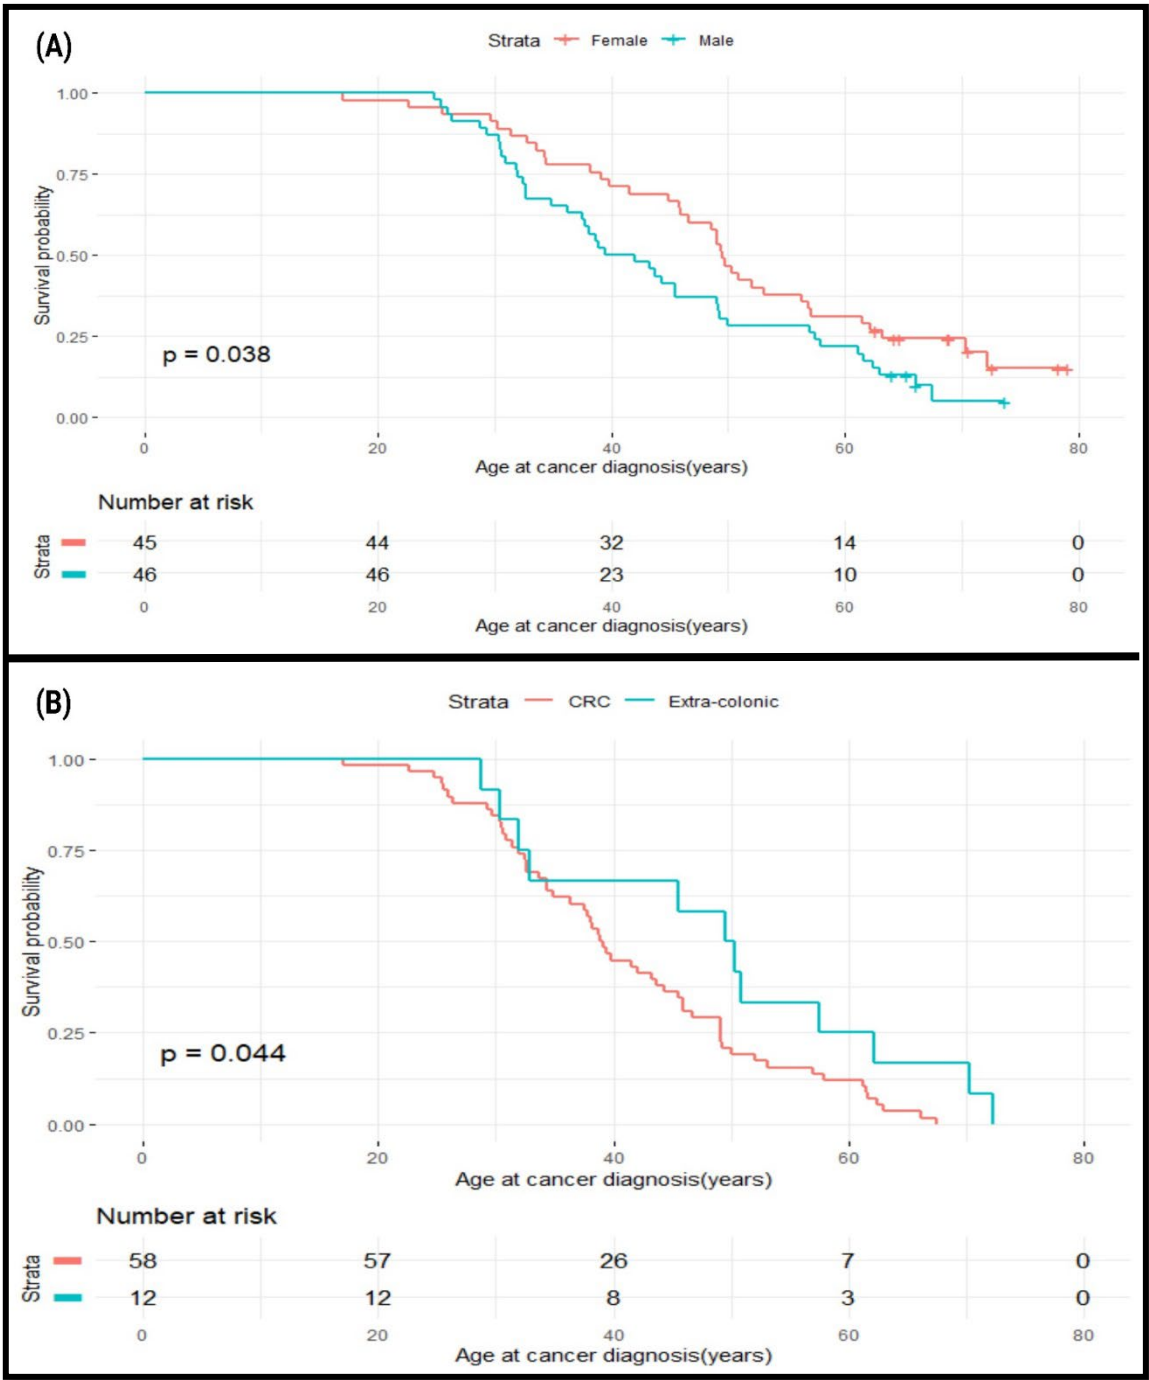 (A)
Strata Female Male
1.00
0.75
0.50
0.25
0.00
Survival probability
p = 0.038
0 20 40 60 80
Age at cancer diagnosis(years)
Number at risk
Strata
45 44 32 14 0
46 46 23 10 0
0 20 40 60 80
Age at cancer diagnosis(years)
(B)
Strata CRC Extra-colonic
1.00
0.75
0.50
0.25
0.00
Survival probability
p = 0.044
0 20 40 60 80
Age at cancer diagnosis(years)
Number at risk
Strata
58 57 26 7 0
12 12 8 3 0
0 20 40 60 80
Age at cancer diagnosis(years)